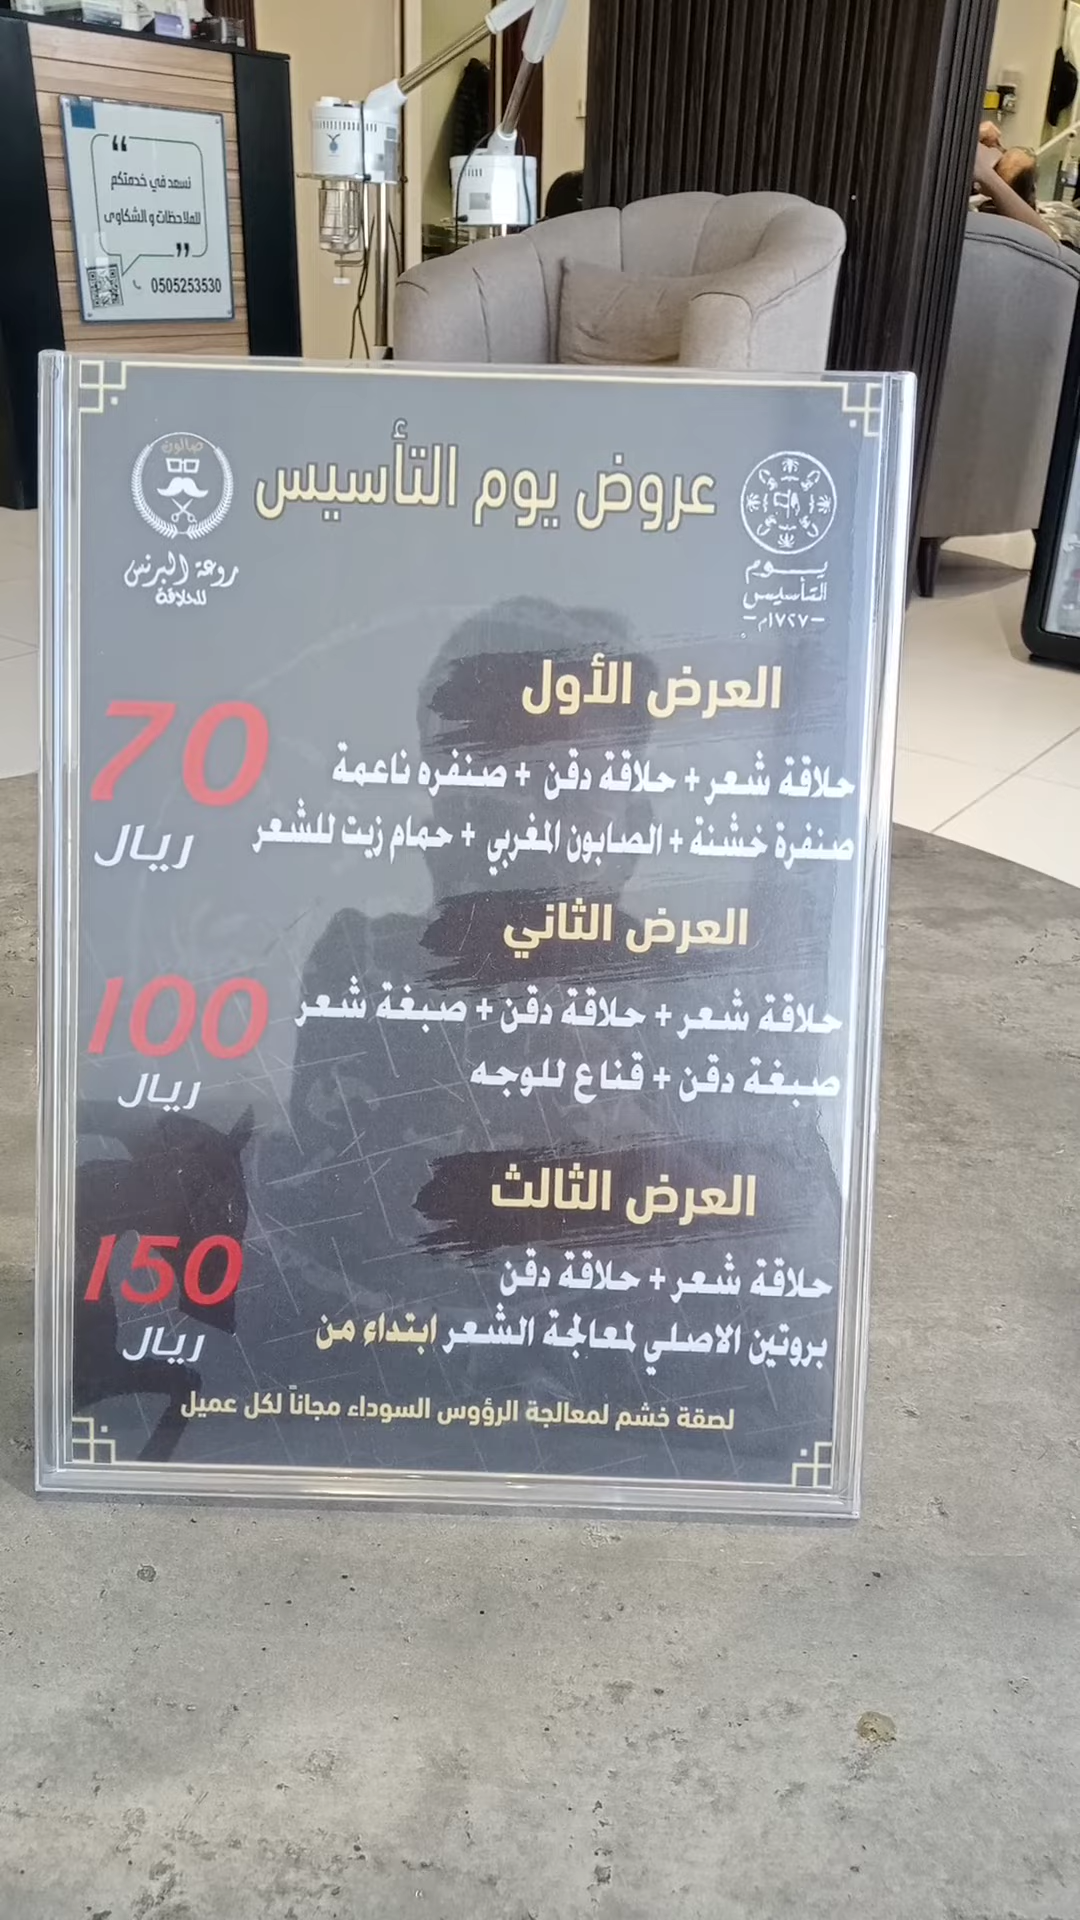 نسعد في خدمتكم
للملاحظات و الشكاوى
0505253530
عروض يوم التأسيس
صالون
روعة البرنس
للحلاقة
يـــوم
التأسيس
–١٧٢٧م–
العرض الأول
حلاقة شعر + حلاقة دقن + صنفره ناعمة
صنفرة خشنة + الصابون المغربي + حمام زيت للشعر
70
ريال
العرض الثاني
حلاقة شعر + حلاقة دقن + صبغة شعر
صبغة دقن + قناع للوجه
100
ريال
العرض الثالث
حلاقة شعر + حلاقة دقن
بروتين الاصلي لمعالجة الشعر ابتداء من
150
ريال
لصقة خشم لمعالجة الرؤوس السوداء مجاناً لكل عميل